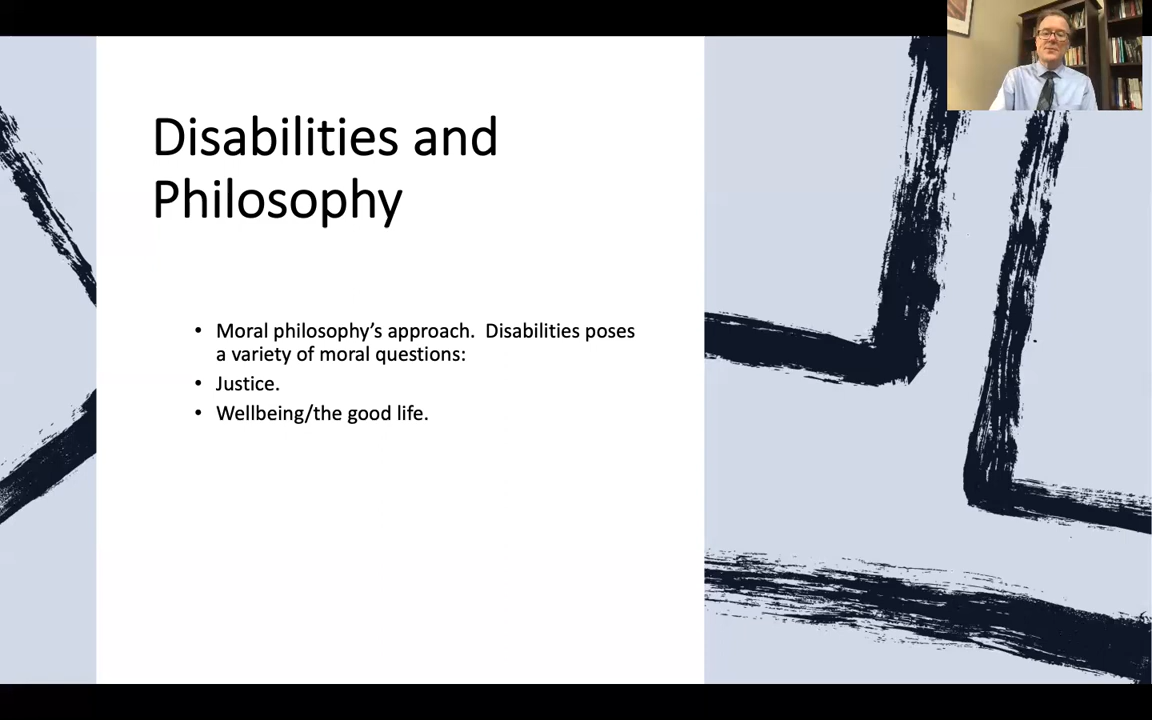 Disabilities and
Philosophy
• Moral philosophy’s approach.  Disabilities poses
a variety of moral questions:
• Justice.
• Wellbeing/the good life.